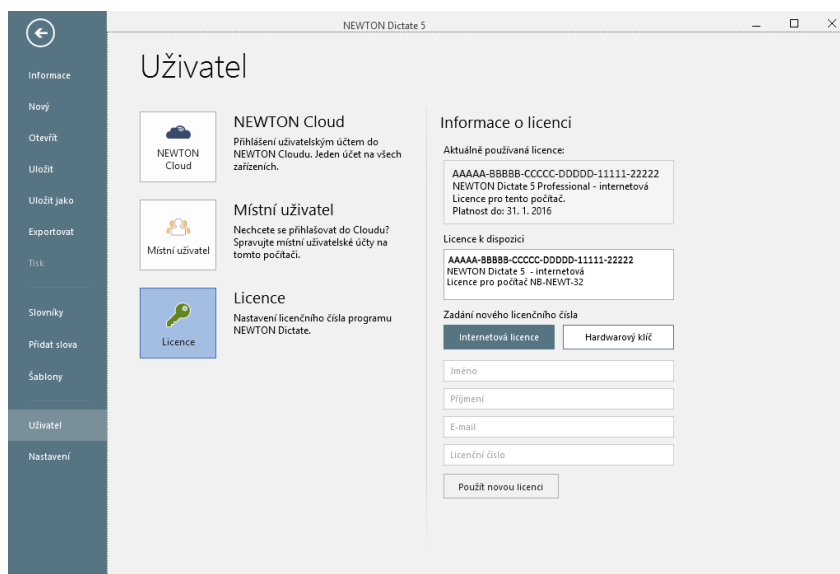 NEWTON Dictate 5
Informace
Nový
Otevřít
Uložit
Uložit jako
Exportovat
Tisk
Slovníky
Přidat slova
Šablony
Uživatel
Nastavení
Uživatel
NEWTON
Cloud
NEWTON Cloud
Přihlášení uživatelským účtem do
NEWTON Cloudu. Jeden účet na všech
zařízeních.
Místní uživatel
Místní uživatel
Nechcete se přihlašovat do Cloudu?
Spravujte místní uživatelské účty na
tomto počítači.
Licence
Licence
Nastavení licenčního čísla programu
NEWTON Dictate.
Informace o licenci
Aktuálně používaná licence:
AAAAA-BBBBB-CCCCC-DDDDD-11111-22222
NEWTON Dictate 5 Professional - internetová
Licence pro tento počítač.
Platnost do: 31. 1. 2016
Licence k dispozici
AAAAA-BBBBB-CCCCC-DDDDD-11111-22222
NEWTON Dictate 5 - internetová
Licence pro počítač NB-NEWT-32
Zadání nového licenčního čísla
Internetová licence
Hardwarový klíč
Jméno
Příjmení
E-mail
Licenční číslo
Použít novou licenci